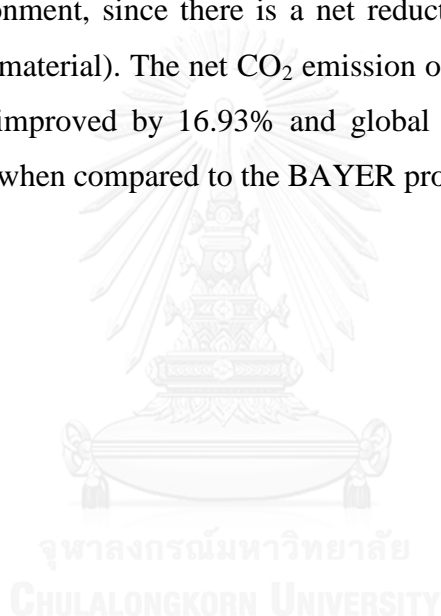 onment, since there is a net reduct
material). The net CO₂ emission o
improved by 16.93% and global
when compared to the BAYER pro
จุฬาลงกรณ์มหาวิทยาลัย
CHULALONGKORN UNIVERSITY